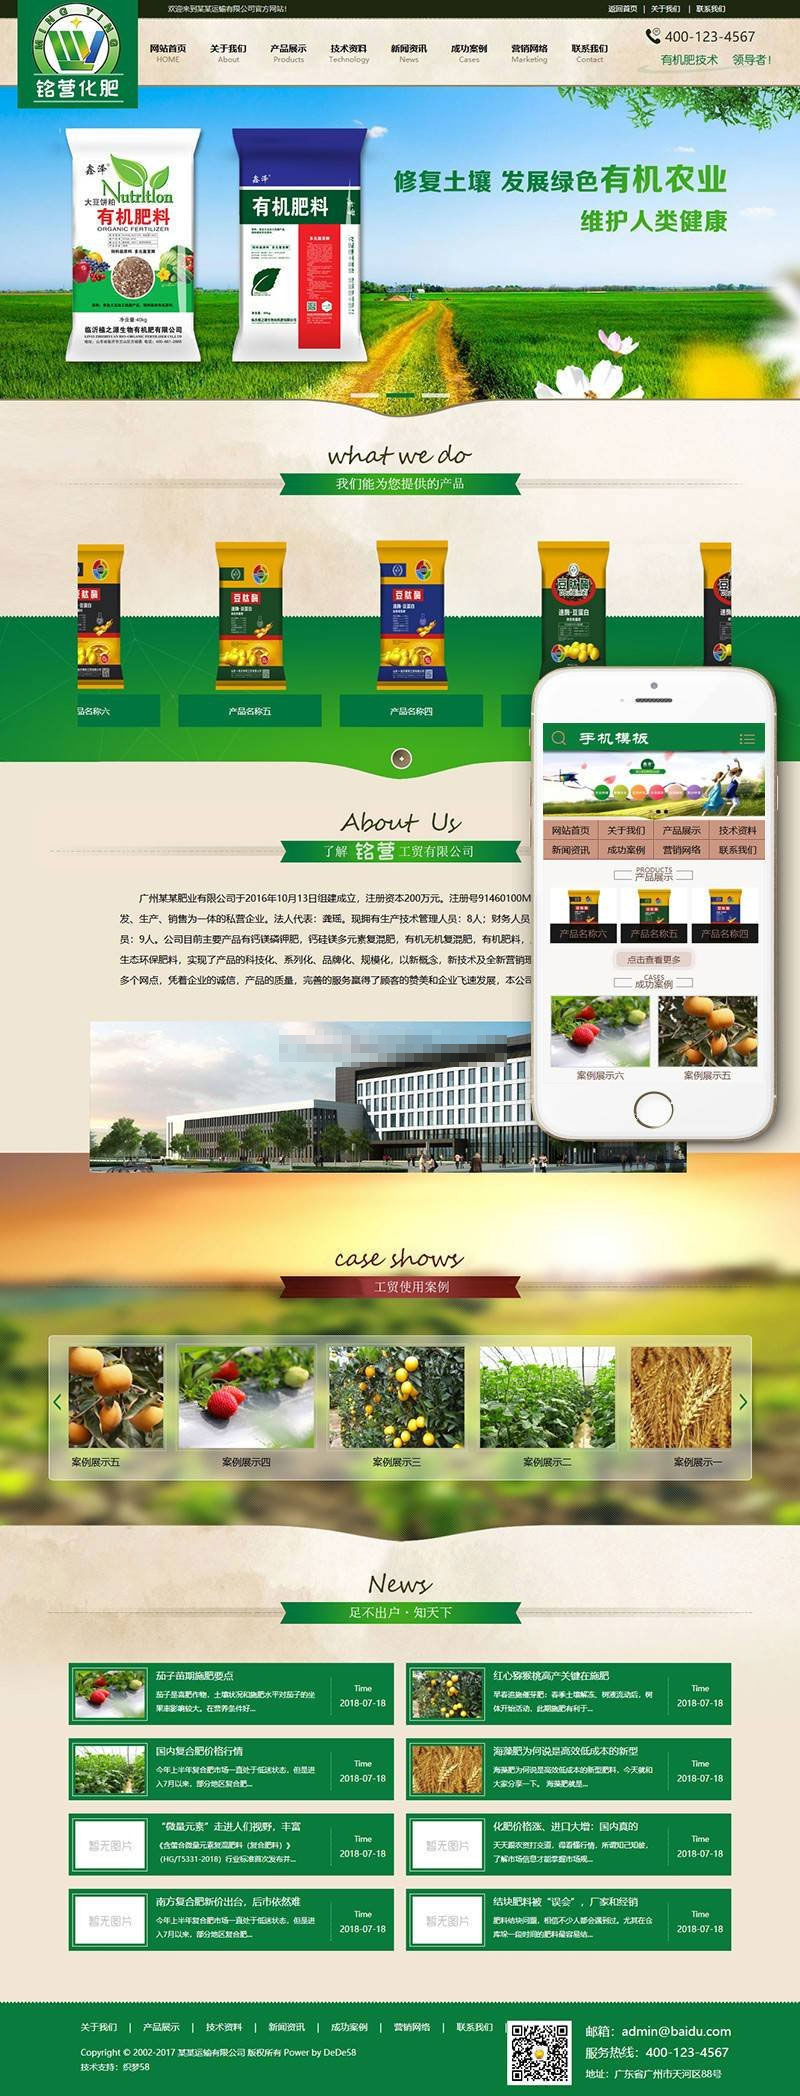 欢迎来到某某运输有限公司官方网站!
返回首页 | 关于我们 | 联系我们
MING YING
铭营化肥
网站首页 关于我们 产品展示 技术资料 新闻资讯 成功案例 营销网络 联系我们
HOME About Products Technology News Cases Marketing Contact
400-123-4567
有机肥技术 领导者!
鑫泽
大豆饼粕
Nutrition
有机肥料
ORGANIC FERTILIZER
净含量:40kg
临沂植之源生物有机肥有限公司
鑫泽
有机肥料
修复土壤 发展绿色有机农业
维护人类健康
what we do
我们能为您提供的产品
豆肽酶
豆肽酶
豆肽酶
产品名称六
产品名称五
产品名称四
About Us
了解 铭营 工贸有限公司
广州某某肥业有限公司于2016年10月13日组建成立，注册资本200万元。注册号91460100M
发、生产、销售为一体的私营企业。法人代表：龚瑶。现拥有生产技术管理人员：8人；财务人员
员：9人。公司目前主要产品有钙镁磷钾肥，钙硅镁多元素复混肥，有机无机复混肥，有机肥料，
生态环保肥料，实现了产品的科技化、系列化、品牌化、规模化，以新概念，新技术及全新营销理
多个网点，凭着企业的诚信，产品的质量，完善的服务赢得了顾客的赞美和企业飞速发展，本公司
手机模板
网站首页 关于我们 产品展示 技术资料
新闻资讯 成功案例 营销网络 联系我们
PRODUCTS
产品展示
产品名称六 产品名称五 产品名称四
点击查看更多
CASES
成功案例
案例展示六 案例展示五
case shows
工贸使用案例
案例展示五 案例展示四 案例展示三 案例展示二 案例展示一
News
足不出户·知天下
茄子苗期施肥要点
茄子是喜肥作物，土壤状况和施肥水平对茄子的坐
果率影响较大。在营养条件好...
Time
2018-07-18
红心猕猴桃高产关键在施肥
早春追施催芽肥：春季土壤解冻、树液流动后，树
体开始活动，此期施肥有利于...
Time
2018-07-18
国内复合肥价格行情
今年上半年复合肥市场一直处于低迷状态，但是进
入7月以来，部分地区复合肥...
Time
2018-07-18
海藻肥为何说是高效低成本的新型
海藻肥为何说是高效低成本的新型肥料，今天就和
大家分享一下。 海藻肥就是...
Time
2018-07-18
暂无图片
“微量元素”走进人们视野，丰富
《含螯合微量元素复混肥料（复合肥料）》
（HG/T5331-2018）行业标准首次发布并...
Time
2018-07-18
暂无图片
化肥价格涨、进口大增：国内真的
天天跟农资打交道，得看懂行情，所谓知己知彼，
了解市场信息才能掌握市场规...
Time
2018-07-18
暂无图片
南方复合肥新价出台，后市依然难
今年上半年复合肥市场一直处于低迷状态，但是进
入7月以来，部分地区复合肥...
Time
2018-07-18
暂无图片
结块肥料被“误会”，厂家和经销
肥料结块问题，相信不少人都会遇到过。尤其在仓
库垛一段时间的肥料最容易结...
Time
2018-07-18
关于我们 | 产品展示 | 技术资料 | 新闻资讯 | 成功案例 | 营销网络 | 联系我们
Copyright © 2002-2017 某某运输有限公司 版权所有 Power by DeDe58
技术支持：织梦58
邮箱：admin@baidu.com
服务热线：400-123-4567
地址：广东省广州市天河区88号